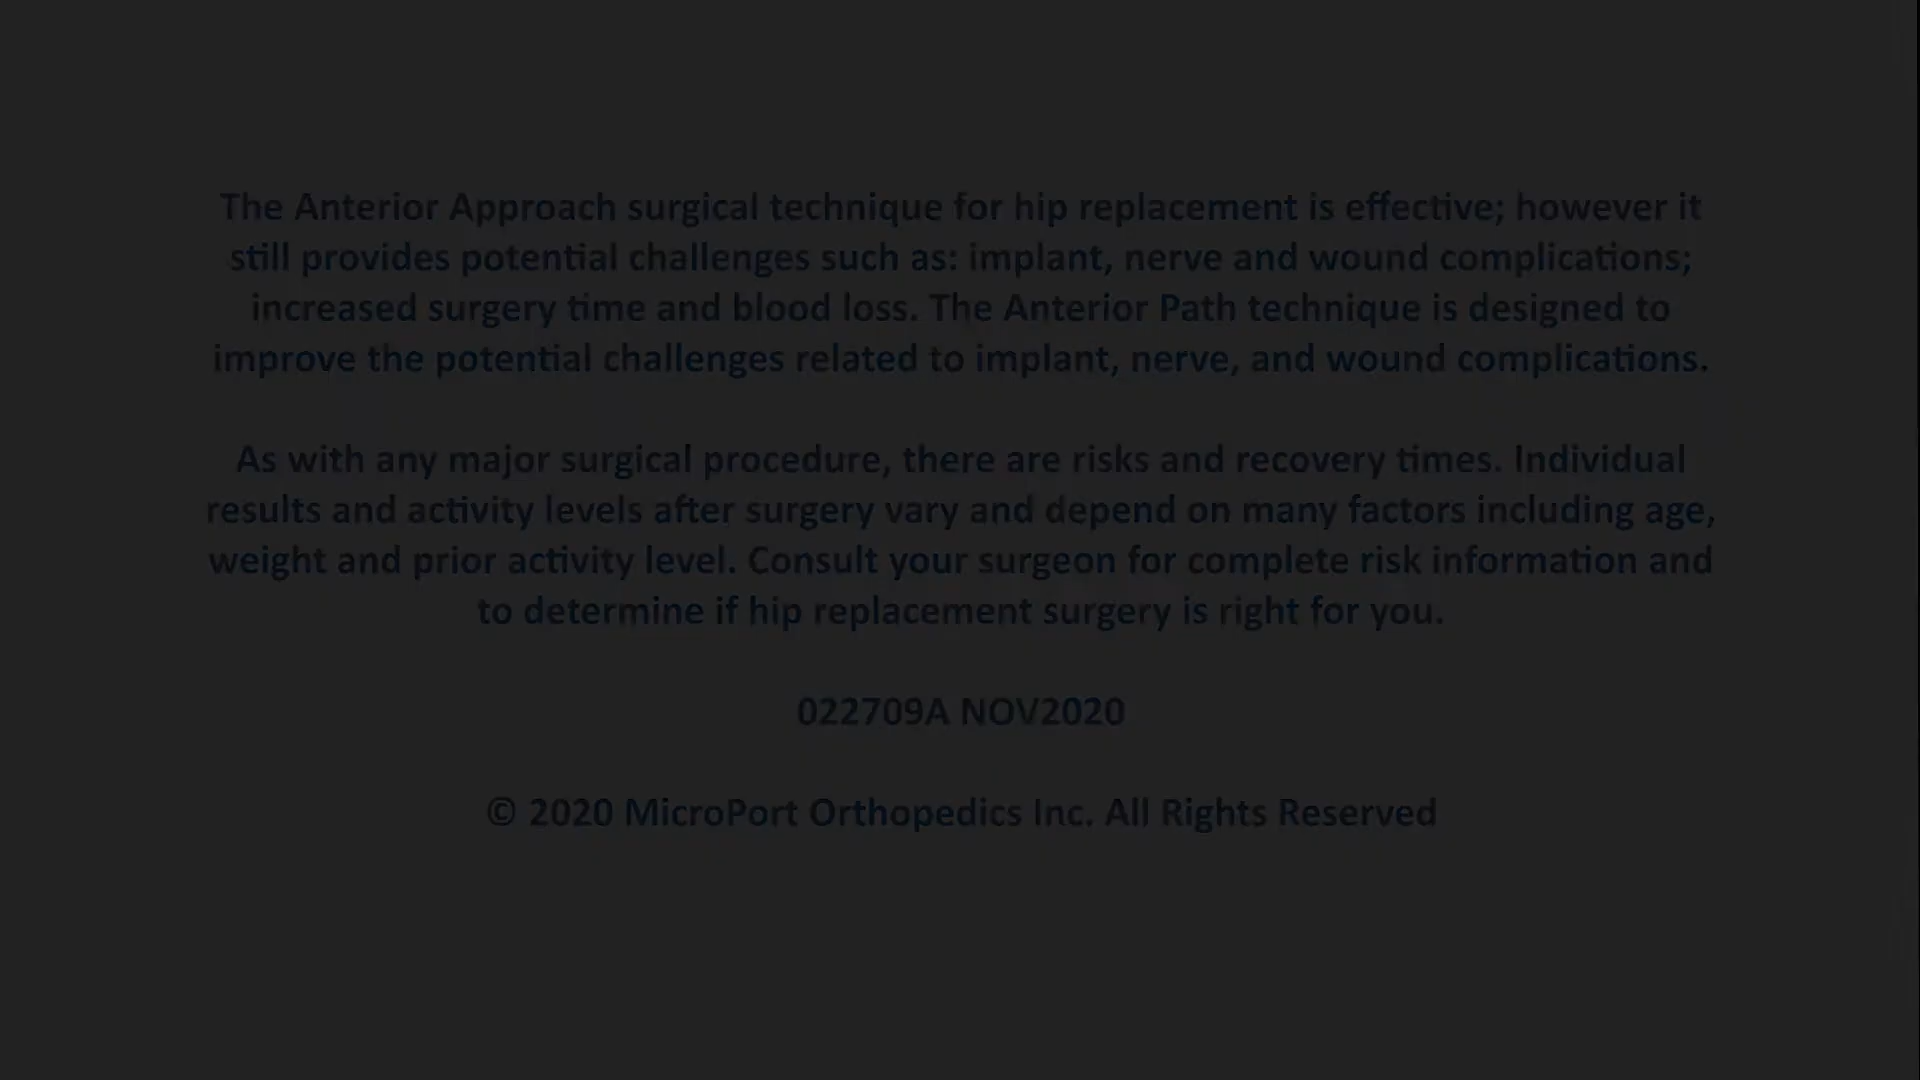 The Anterior Approach surgical technique for hip replacement is effective; however it
still provides potential challenges such as: implant, nerve and wound complications;
increased surgery time and blood loss. The Anterior Path technique is designed to
improve the potential challenges related to implant, nerve, and wound complications.
As with any major surgical procedure, there are risks and recovery times. Individual
results and activity levels after surgery vary and depend on many factors including age,
weight and prior activity level. Consult your surgeon for complete risk information and
to determine if hip replacement surgery is right for you.
022709A NOV2020
© 2020 MicroPort Orthopedics Inc. All Rights Reserved